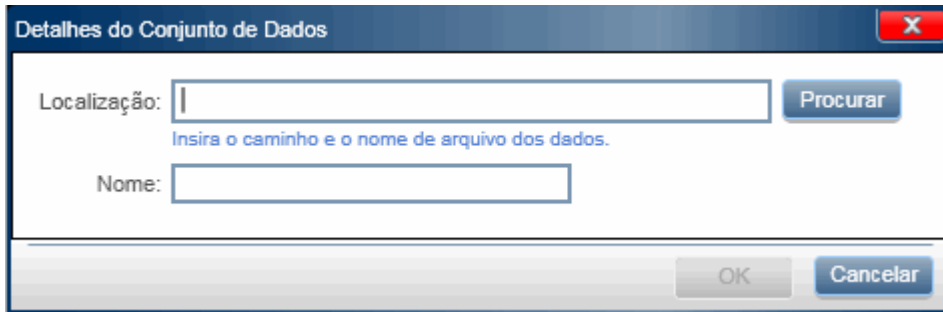 Detalhes do Conjunto de Dados
X
Localização:
Procurar
Insira o caminho e o nome de arquivo dos dados.
Nome:
OK
Cancelar